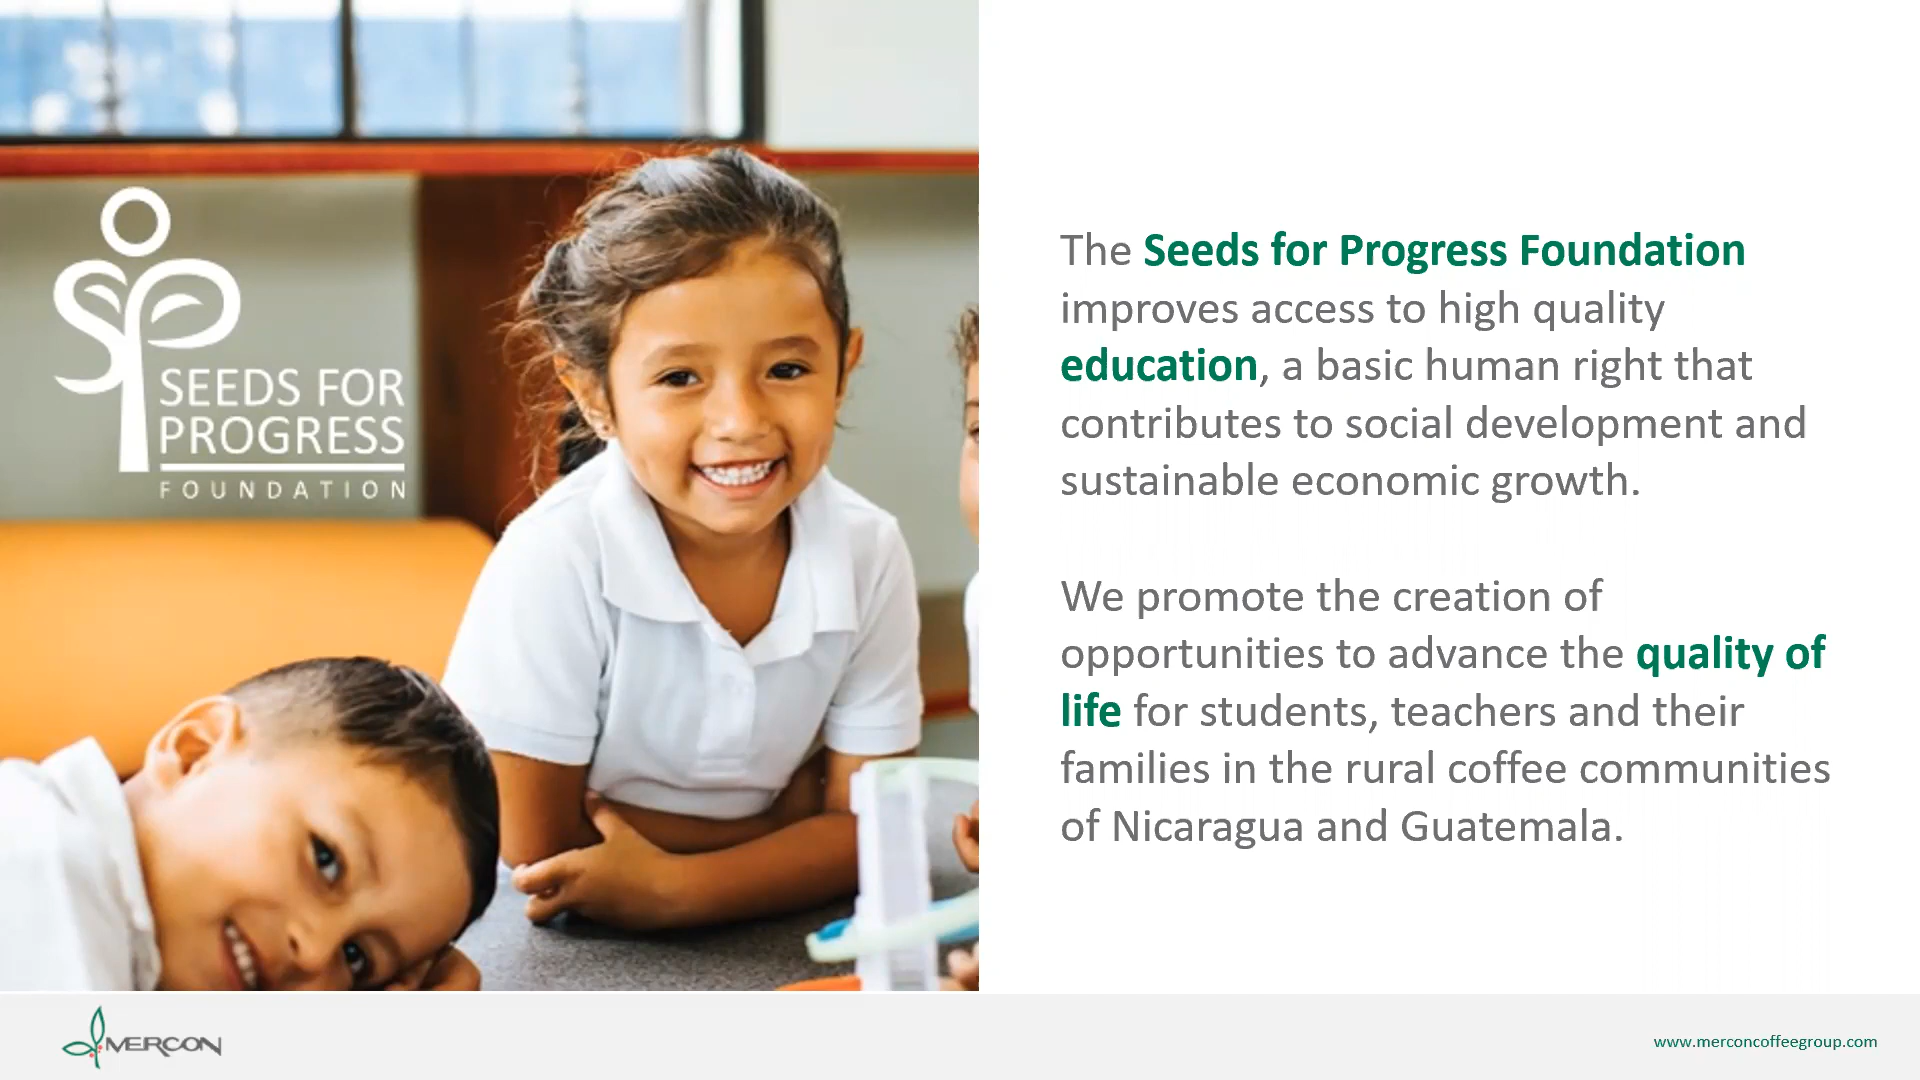 SEEDS FOR
PROGRESS
FOUNDATION
The Seeds for Progress Foundation
improves access to high quality
education, a basic human right that
contributes to social development and
sustainable economic growth.
We promote the creation of
opportunities to advance the quality of
life for students, teachers and their
families in the rural coffee communities
of Nicaragua and Guatemala.
MERCON
www.merconcoffeegroup.com